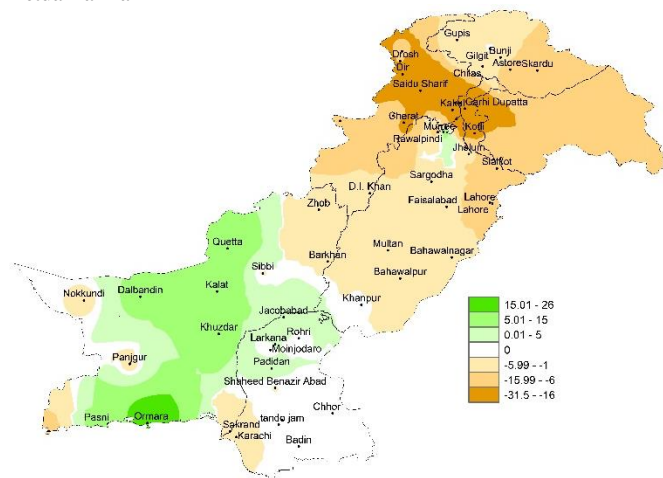 Gupis
Bunji
Gilgit
Astore
Skardu
Chilas
Drosh
Dir
Saidu Sharif
Kakul
Garhi Dupatta
Cherat
Murree
Kotli
Rawalpindi
Jhelum
Sialkot
Sargodha
D.I. Khan
Faisalabad
Lahore
Lahore
Zhob
Quetta
Multan
Bahawalnagar
Barkhan
Sibbi
Bahawalpur
Nokkundi
Dalbandin
Kalat
Khanpur
Jacobabad
Khuzdar
Rohri
Larkana
Moinjodaro
Panjgur
Padidan
Shaheed Benazir Abad
Pasni
Ormara
Chhor
tando jam
Sakrand
Karachi
Badin
15.01 - 26
5.01 - 15
0.01 - 5
0
-5.99 - -1
-15.99 - -6
-31.5 - -16